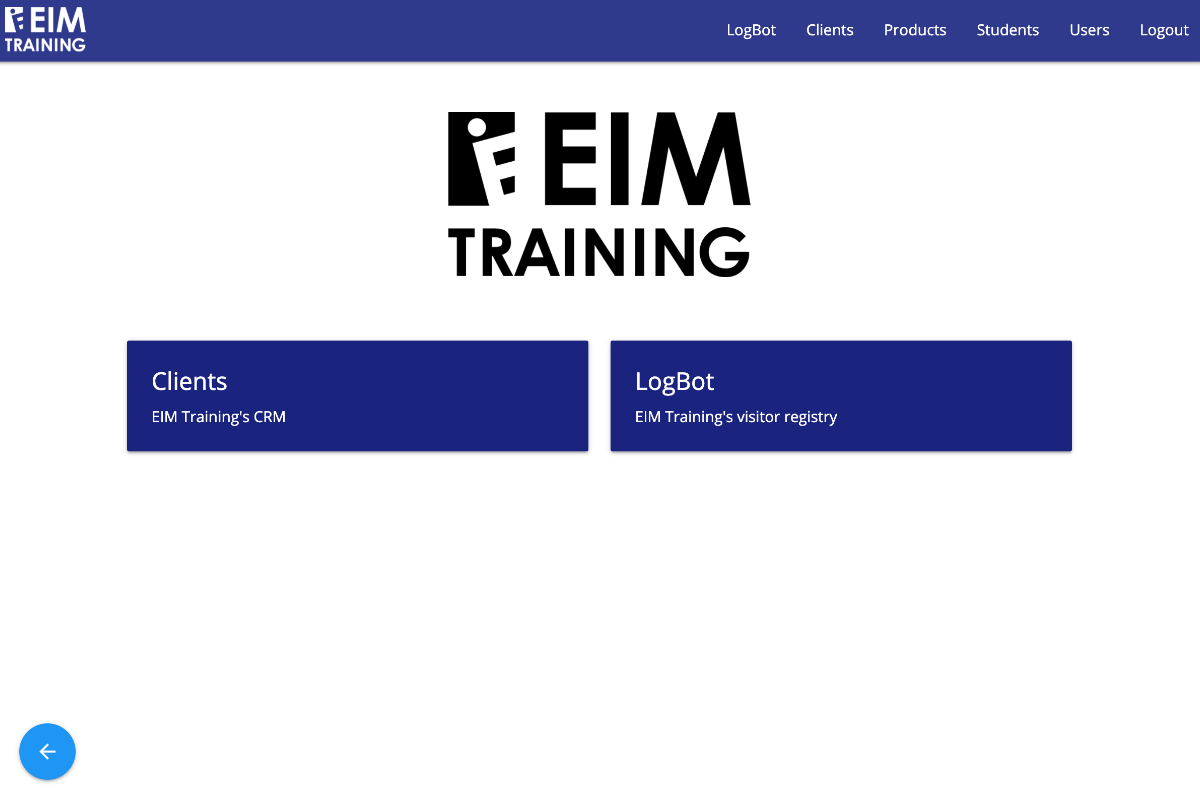 EIM
TRAINING
LogBot Clients Products Students Users Logout
EIM
TRAINING
Clients
EIM Training's CRM
LogBot
EIM Training's visitor registry